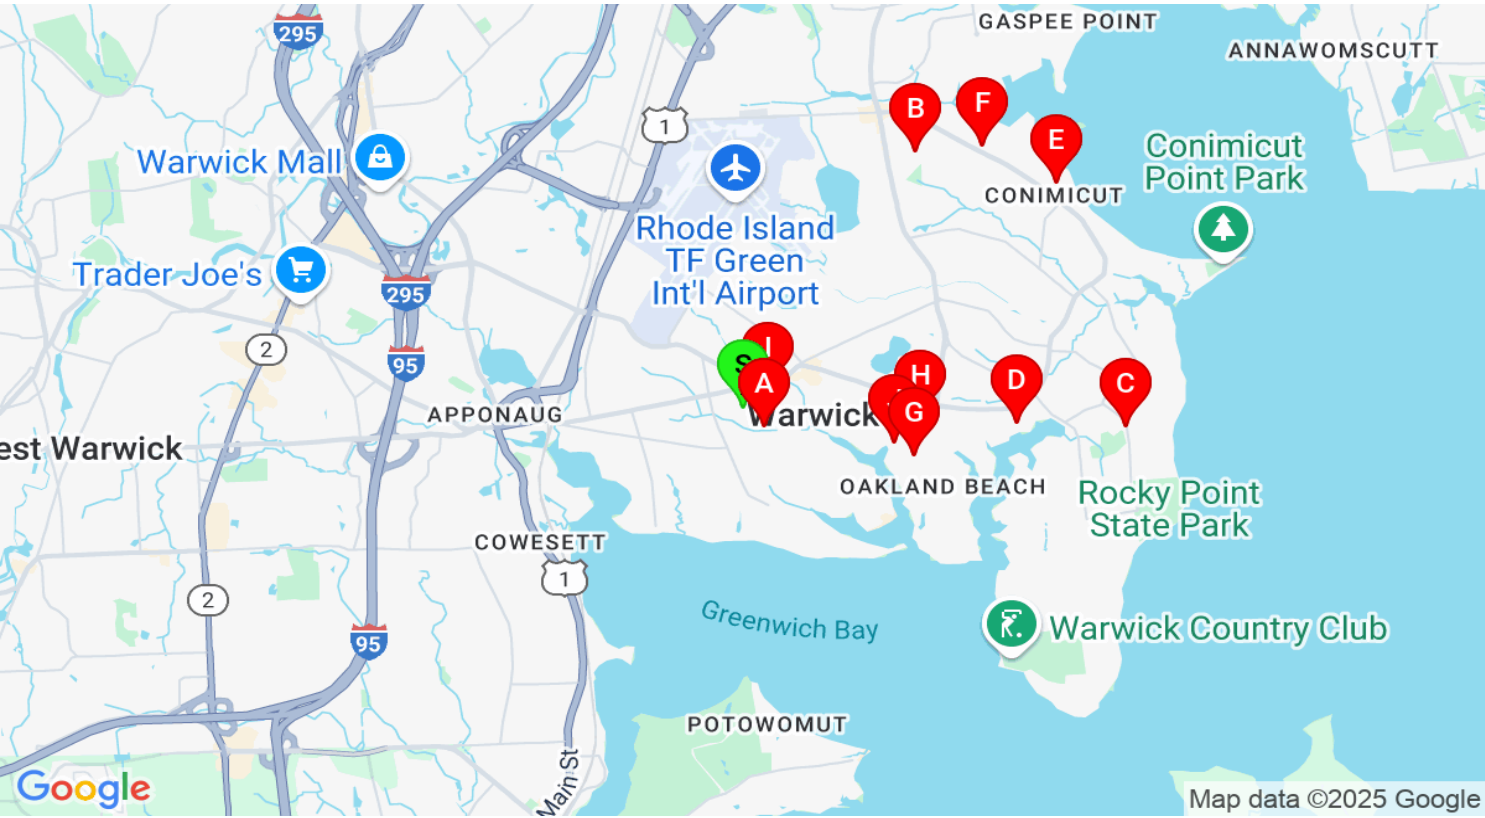 GASPEE POINT
295
ANNAWOMSCUTT
B
F
1
E
Warwick Mall
Conimicut
Point Park
CONIMICUT
Rhode Island
TF Green
Int'l Airport
Trader Joe's
295
2
95
S
A
H
D
C
G
APPONAUG
Warwick
est Warwick
OAKLAND BEACH
Rocky Point
State Park
COWESETT
1
2
Greenwich Bay
Warwick Country Club
95
POTOWOMUT
Main St
Google
Map data ©2025 Google